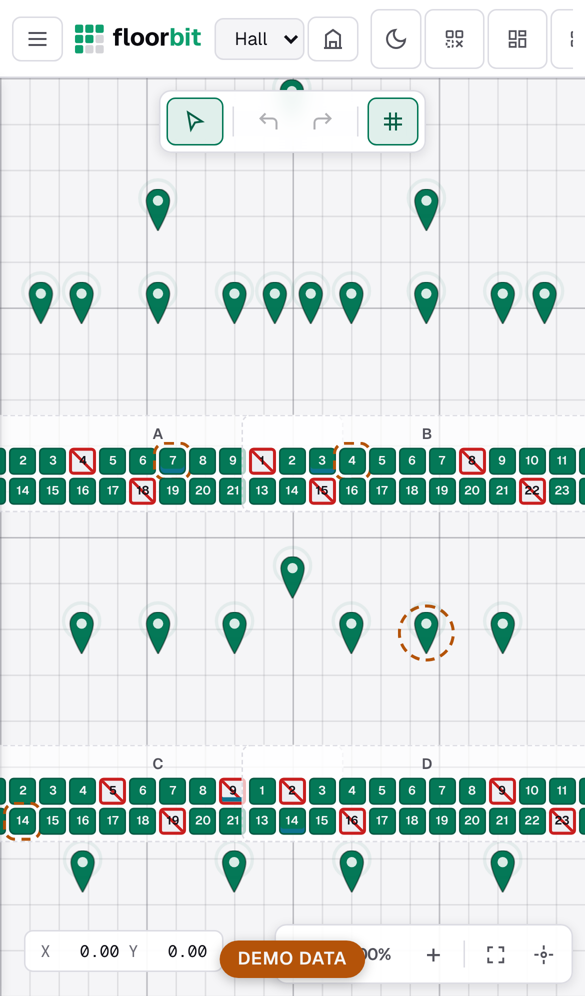 floorbit
Hall
A
B
2 3 4 5 6 7 8 9 1 2 3 4 5 6 7 8 9 10 11
14 15 16 17 18 19 20 21 13 14 15 16 17 18 19 20 21 22 23
C
D
2 3 4 5 6 7 8 9 1 2 3 4 5 6 7 8 9 10 11
14 15 16 17 18 19 20 21 13 14 15 16 17 18 19 20 21 22 23
X 0.00 Y 0.00
DEMO DATA
00%